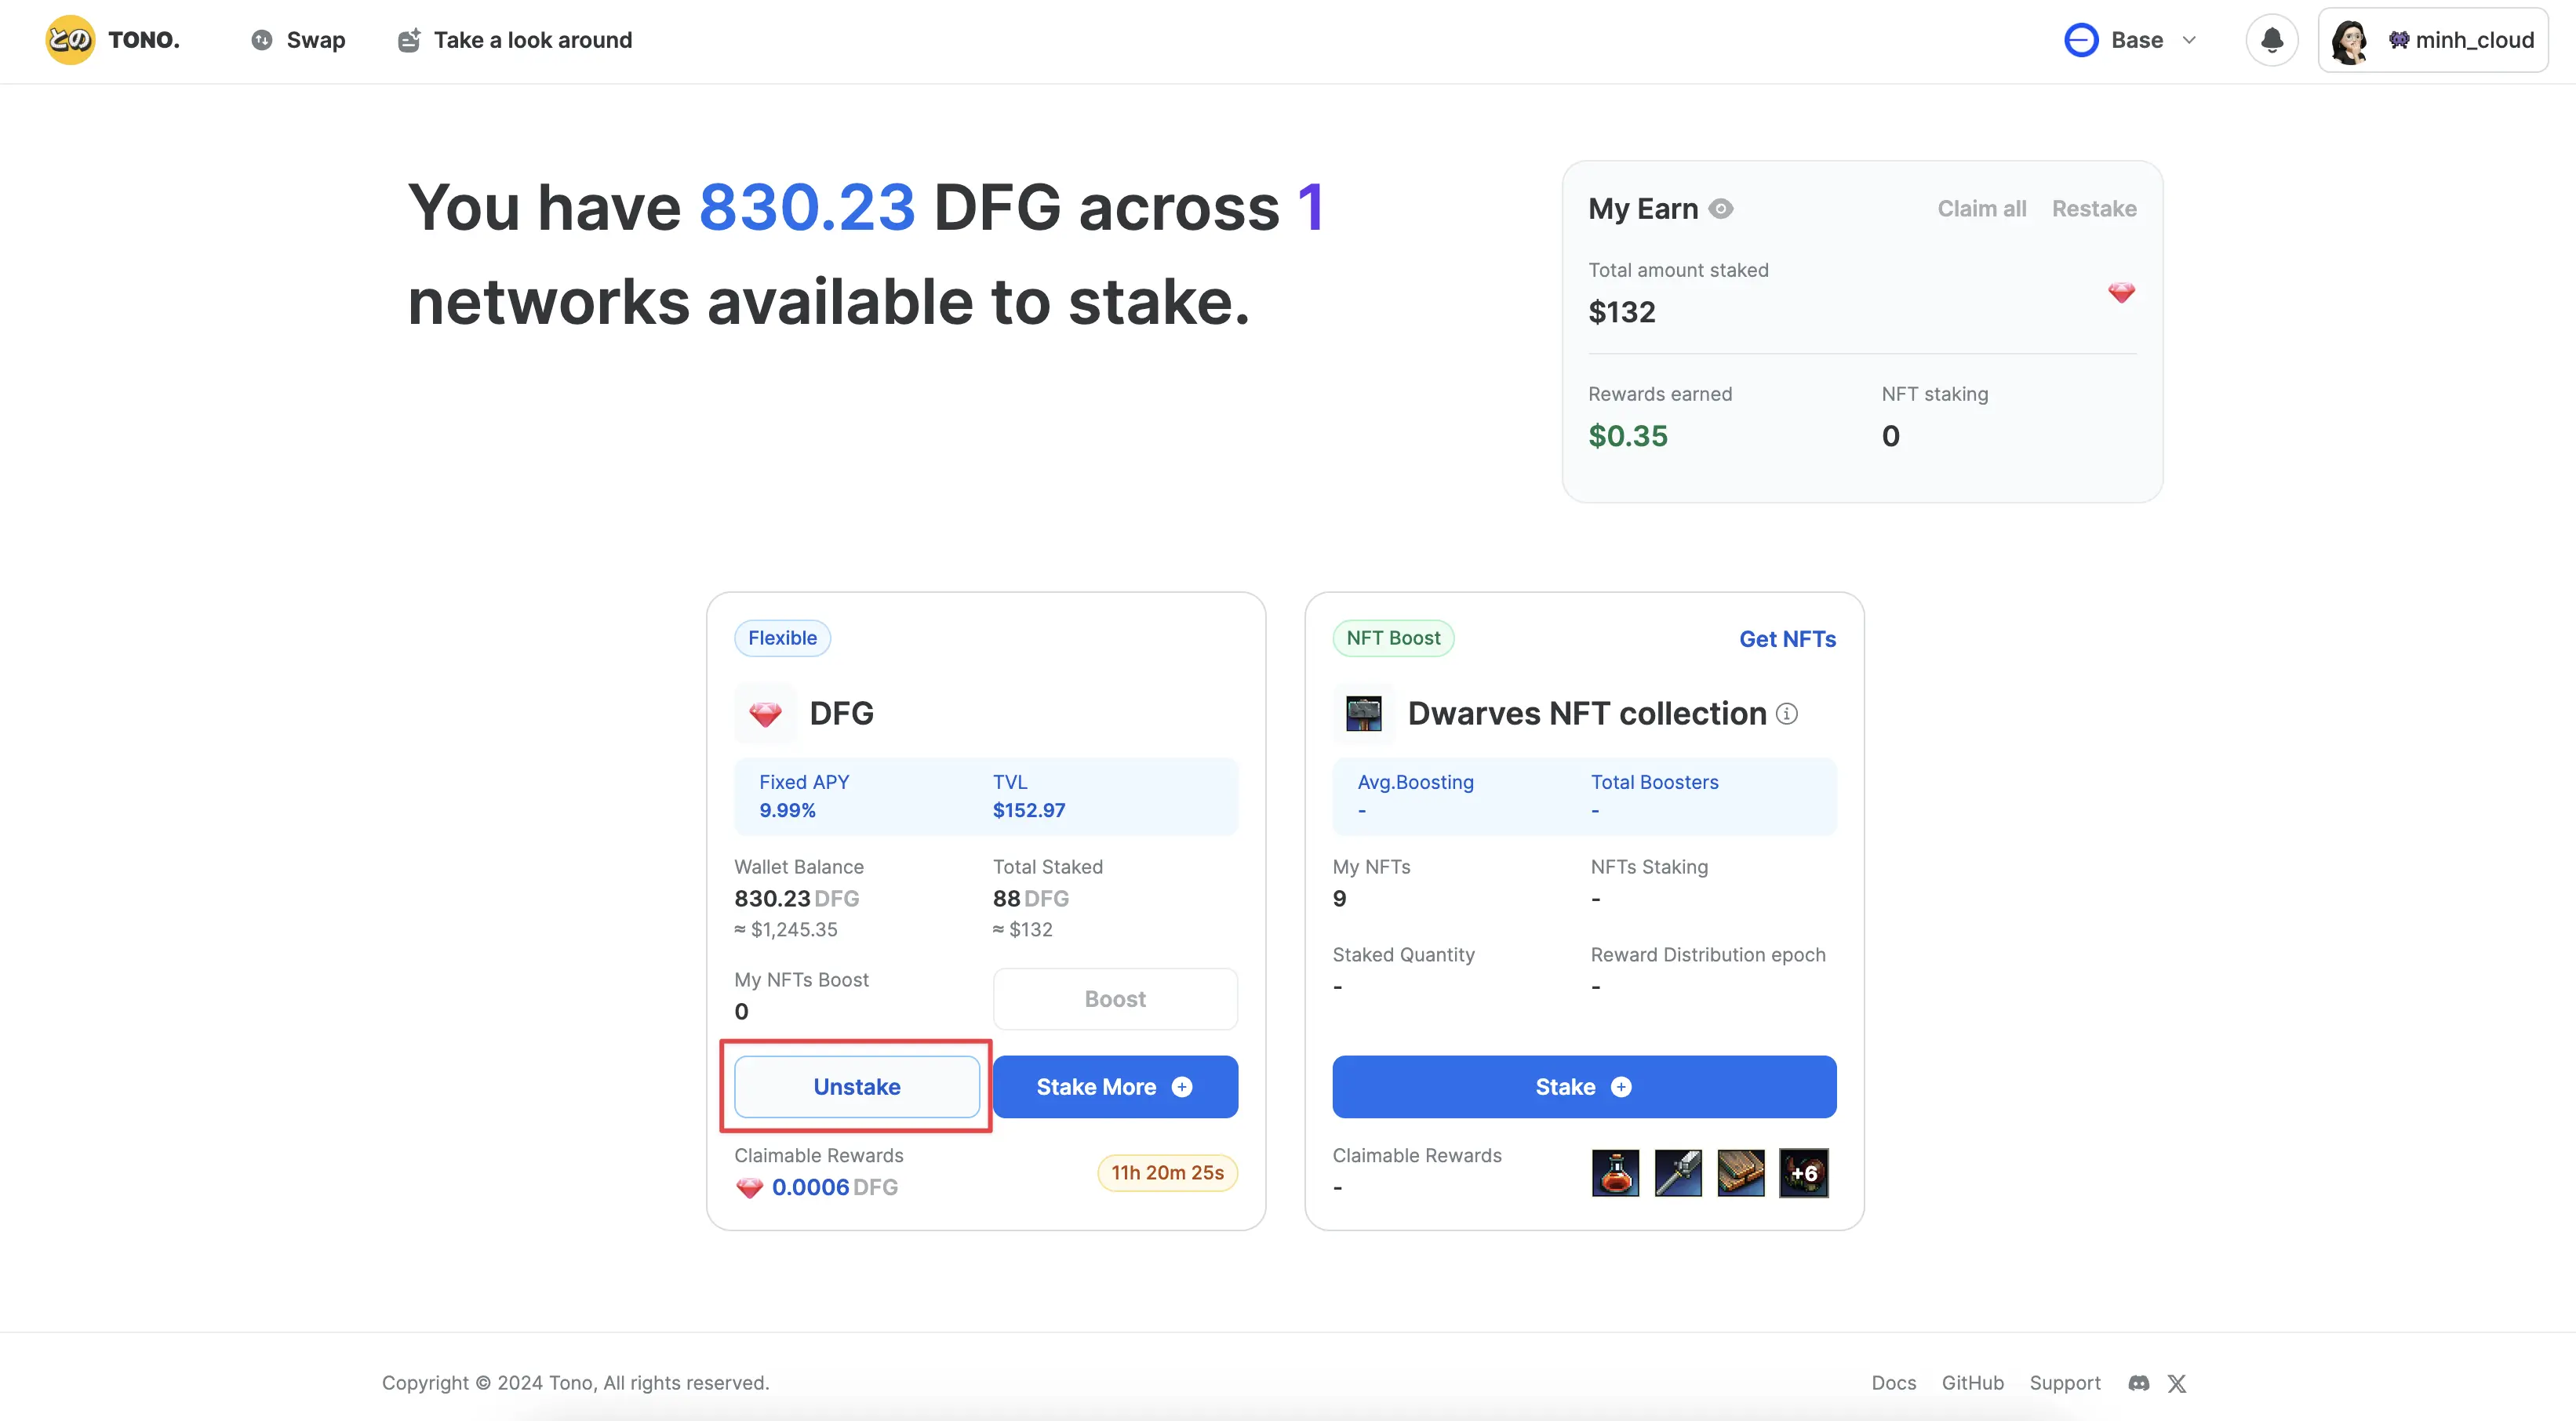 との TONO.
Swap
Take a look around
Base
minh_cloud
You have 830.23 DFG across 1
networks available to stake.
My Earn
Claim all
Restake
Total amount staked
$132
Rewards earned
NFT staking
$0.35
0
Flexible
DFG
Fixed APY
TVL
9.99%
$152.97
Wallet Balance
Total Staked
830.23 DFG
88 DFG
≈ $1,245.35
≈ $132
My NFTs Boost
0
Boost
Unstake
Stake More
Claimable Rewards
0.0006 DFG
11h 20m 25s
NFT Boost
Get NFTs
Dwarves NFT collection
Avg.Boosting
Total Boosters
-
-
My NFTs
NFTs Staking
9
-
Staked Quantity
Reward Distribution epoch
-
-
Stake
Claimable Rewards
-
+6
Copyright © 2024 Tono, All rights reserved.
Docs
GitHub
Support